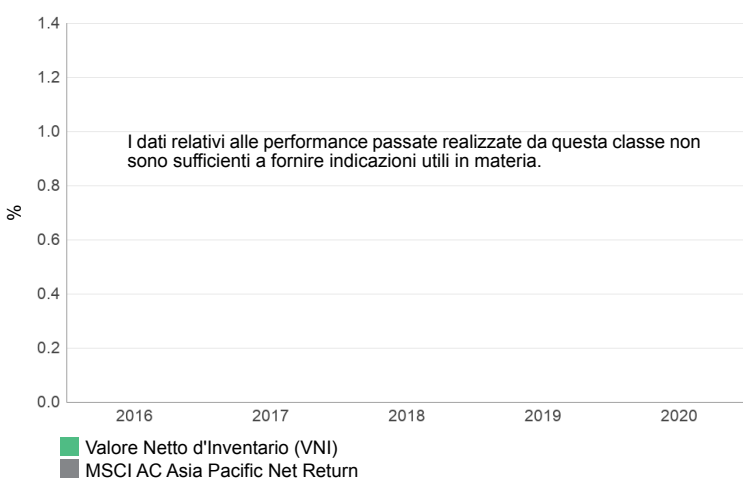 1.4
1.2
1.0
I dati relativi alle performance passate realizzate da questa classe non
sono sufficienti a fornire indicazioni utili in materia.
0.8
%
0.6
0.4
0.2
0.0
2016 2017 2018 2019 2020
Valore Netto d'Inventario (VNI)
MSCI AC Asia Pacific Net Return